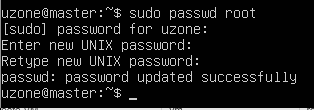 uzone@master:~$ sudo passwd root
[sudo] password for uzone:
Enter new UNIX password:
Retype new UNIX password:
passwd: password updated successfully
uzone@master:~$ _